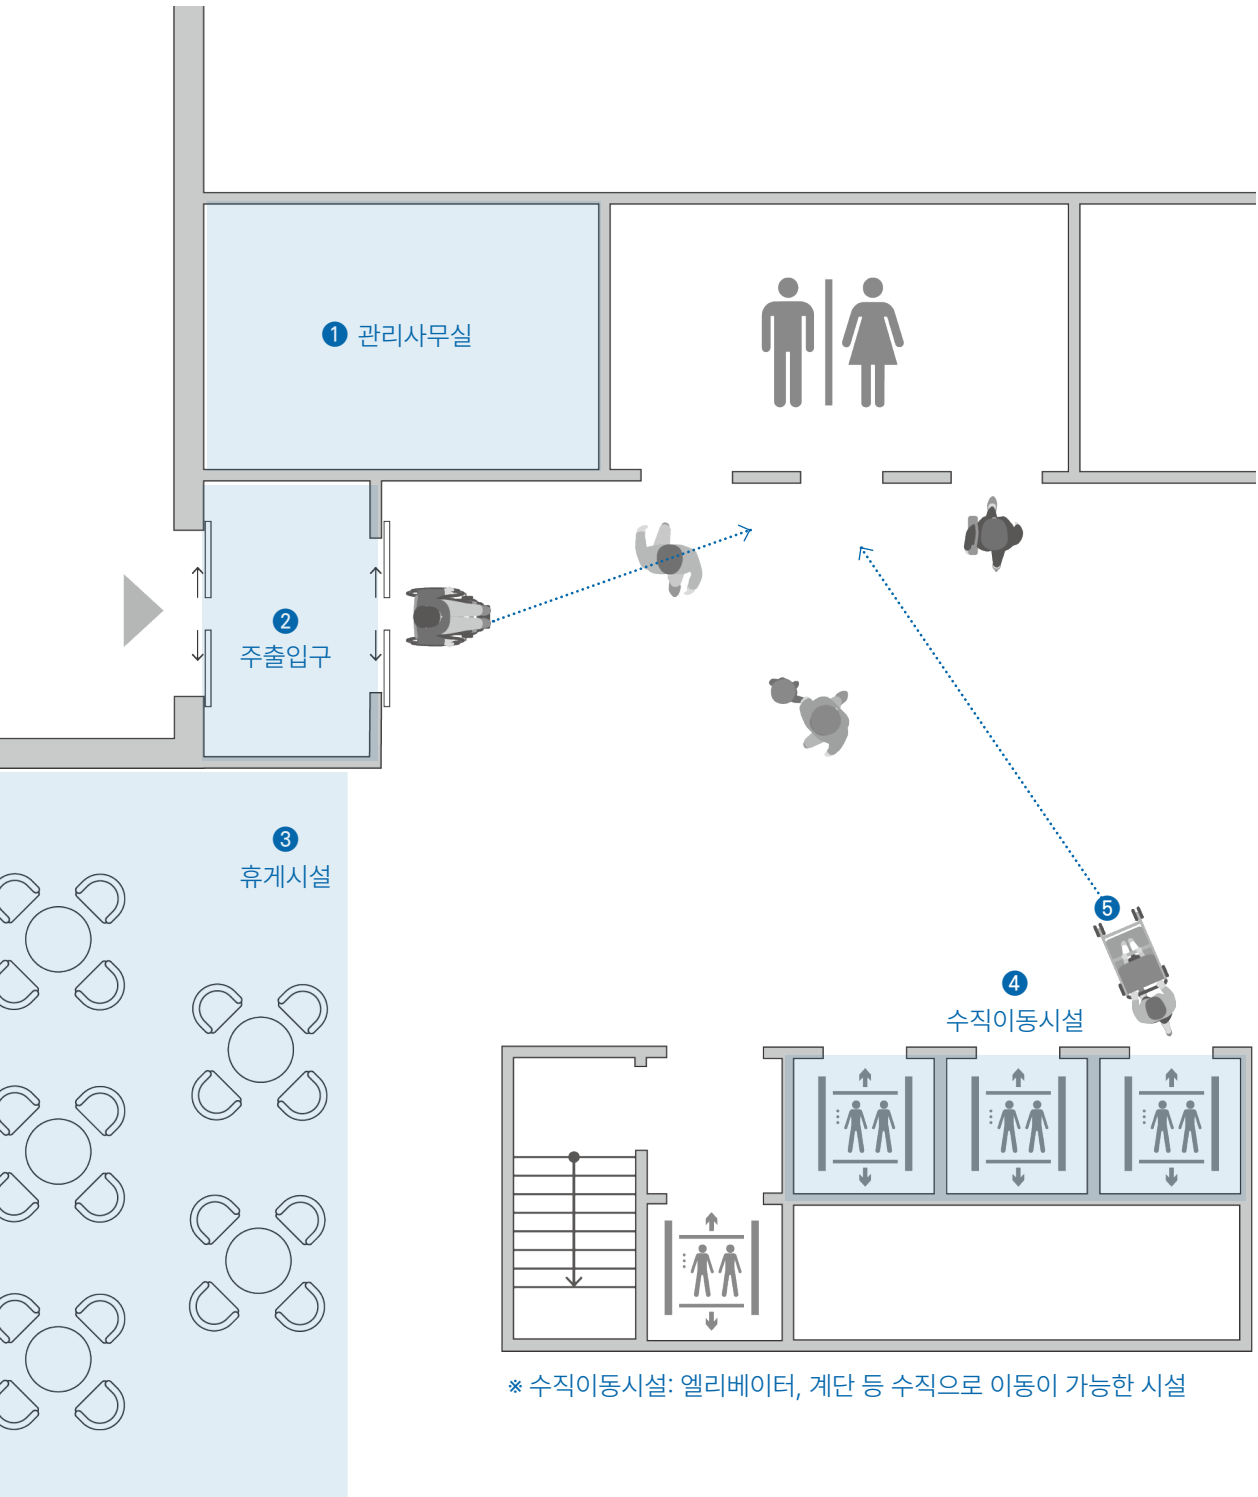 1 관리사무실
2
주출입구
3
휴게시설
5
4
수직이동시설
※ 수직이동시설: 엘리베이터, 계단 등 수직으로 이동이 가능한 시설